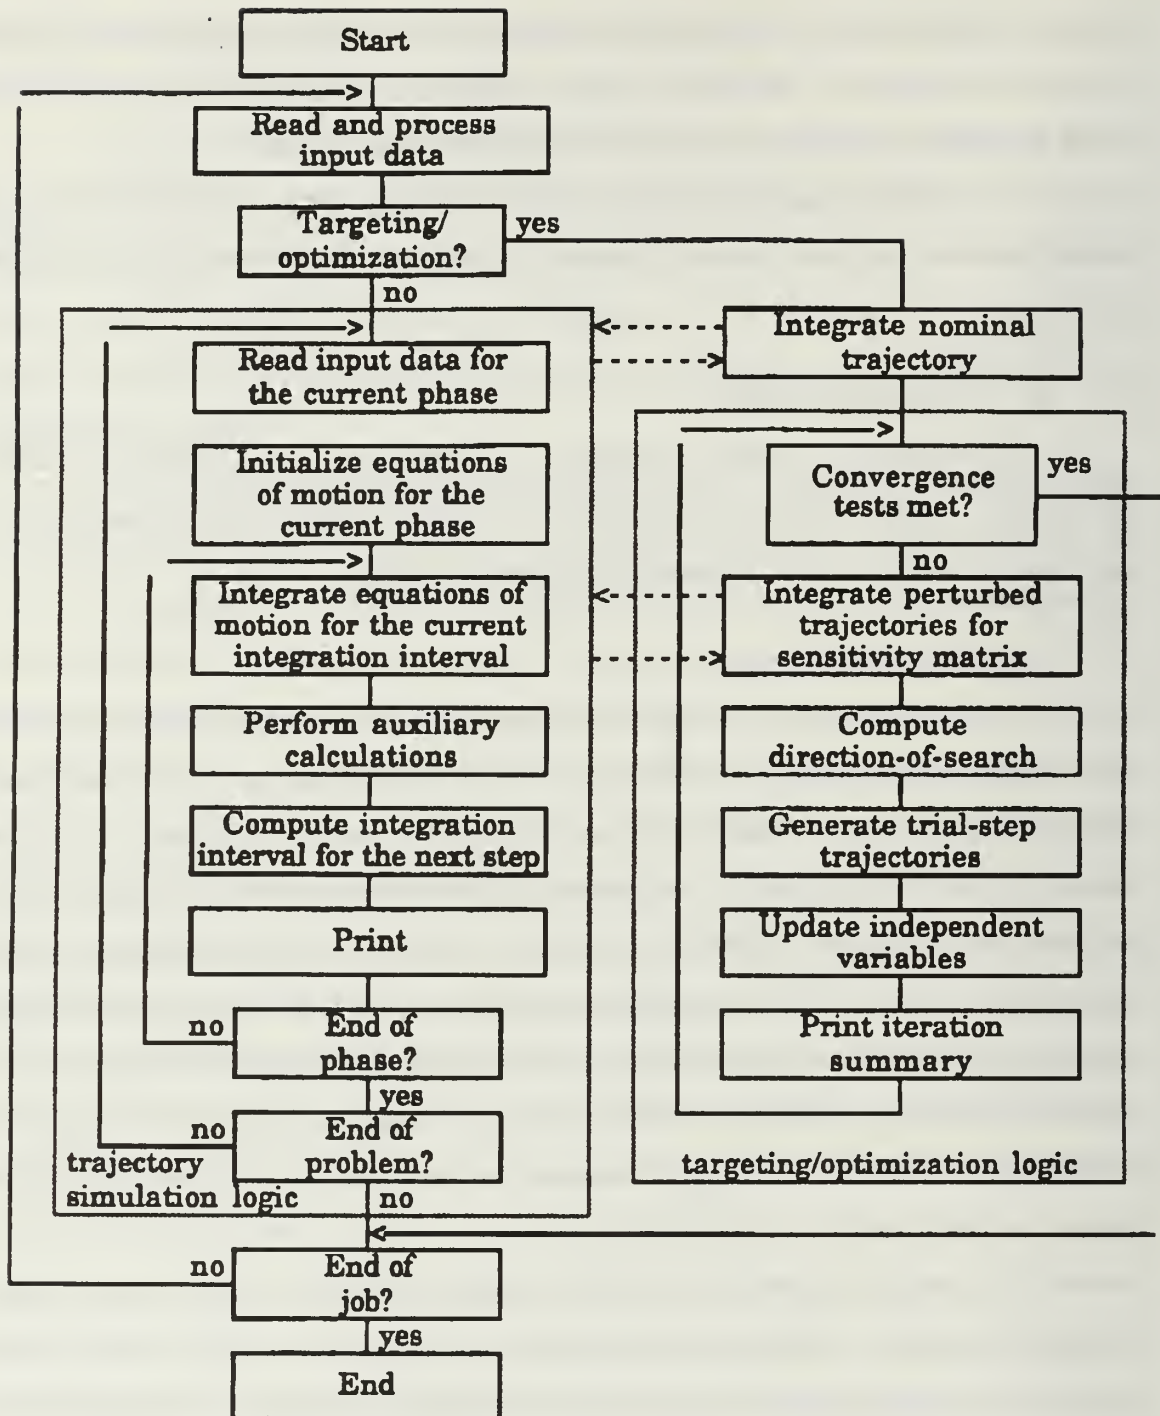 Start
Read and process
input data
Targeting/
optimization?
yes
no
Read input data for
the current phase
Initialize equations
of motion for the
current phase
Integrate equations of
motion for the current
integration interval
Perform auxiliary
calculations
Compute integration
interval for the next step
Print
no
End of
phase?
yes
no
End of
problem?
trajectory
simulation logic
no
Integrate nominal
trajectory
Convergence
tests met?
yes
no
Integrate perturbed
trajectories for
sensitivity matrix
Compute
direction-of-search
Generate trial-step
trajectories
Update independent
variables
Print iteration
summary
targeting/optimization logic
no
End of
job?
yes
End